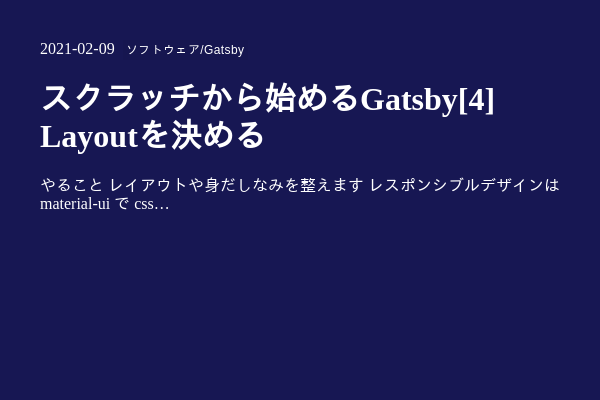 2021-02-09 ソフトウェア/Gatsby
スクラッチから始めるGatsby[4]
Layoutを決める
やること レイアウトや身だしなみを整えます レスポンシブルデザインは
material-ui で css…